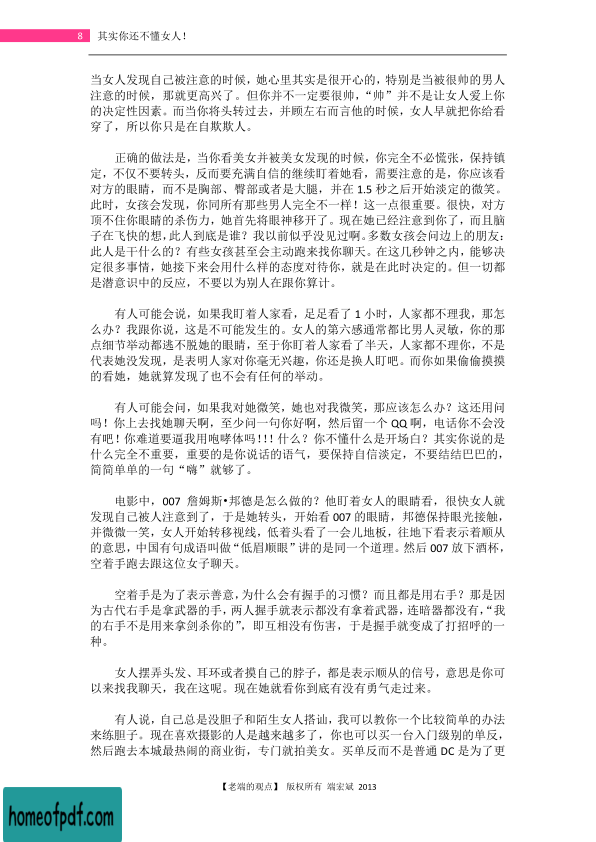 8 其实你还不懂女人！
当女人发现自己被注意的时候，她心里其实是很开心的，特别是当被很帅的男人
注意的时候，那就更高兴了。但你并不一定要很帅，“帅”并不是让女人爱上你
的决定性因素。而当你将头转过去，并顾左右而言他的时候，女人早就把你给看
穿了，所以你只是在自欺欺人。
正确的做法是，当你看美女并被美女发现的时候，你完全不必慌张，保持镇
定，不仅不要转头，反而要充满自信的继续盯着她看，需要注意的是，你应该看
对方的眼睛，而不是胸部、臀部或者是大腿，并在 1.5 秒之后开始淡定的微笑。
此时，女孩会发现，你同所有那些男人完全不一样！这一点很重要。很快，对方
顶不住你眼睛的杀伤力，她首先将眼神移开了。现在她已经注意到你了，而且脑
子在飞快的想，此人到底是谁？我以前似乎没见过啊。多数女孩会问边上的朋友：
此人是干什么的？有些女孩甚至会主动跑来找你聊天。在这几秒钟之内，能够决
定很多事情，她接下来会用什么样的态度对待你，就是在此时决定的。但一切都
是潜意识中的反应，不要以为别人在跟你算计。
有人可能会说，如果我盯着人家看，足足看了 1 小时，人家都不理我，那怎
么办？我跟你说，这是不可能发生的。女人的第六感通常都比男人灵敏，你的那
点细节举动都逃不脱她的眼睛，至于你盯着人家看了半天，人家都不理你，不是
代表她没发现，是表明人家对你毫无兴趣，你还是换人盯吧。而你如果偷偷摸摸
的看她，她就算发现了也不会有任何的举动。
有人可能会问，如果我对她微笑，她也对我微笑，那应该怎么办？这还用问
吗！你上去找她聊天啊，至少问一句你好啊，然后留一个 QQ 啊，电话你不会没
有吧！你难道要逼我用咆哮体吗！！！什么？你不懂什么是开场白？其实你说的是
什么完全不重要，重要的是你说话的语气，要保持自信淡定，不要结结巴巴的，
简简单单的一句“嗨”就够了。
电影中，007 詹姆斯•邦德是怎么做的？他盯着女人的眼睛看，很快女人就
发现自己被人注意到了，于是她转头，开始看 007 的眼睛，邦德保持眼光接触，
并微微一笑，女人开始转移视线，低着头看了一会儿地板，往地下看表示着顺从
的意思，中国有句成语叫做“低眉顺眼”讲的是同一个道理。然后 007 放下酒杯，
空着手跑去跟这位女子聊天。
空着手是为了表示善意，为什么会有握手的习惯？而且都是用右手？那是因
为古代右手是拿武器的手，两人握手就表示都没有拿着武器，连暗器都没有，“我
的右手不是用来拿剑杀你的”，即互相没有伤害，于是握手就变成了打招呼的一
种。
女人摆弄头发、耳环或者摸自己的脖子，都是表示顺从的信号，意思是你可
以来找我聊天，我在这呢。现在她就看你到底有没有勇气走过来。
有人说，自己总是没胆子和陌生女人搭讪，我可以教你一个比较简单的办法
来练胆子。现在喜欢摄影的人是越来越多了，你也可以买一台入门级别的单反，
然后跑去本城最热闹的商业街，专门就拍美女。买单反而不是普通 DC 是为了更
【老端的观点】 版权所有 端宏斌 2013
homeofpdf.com